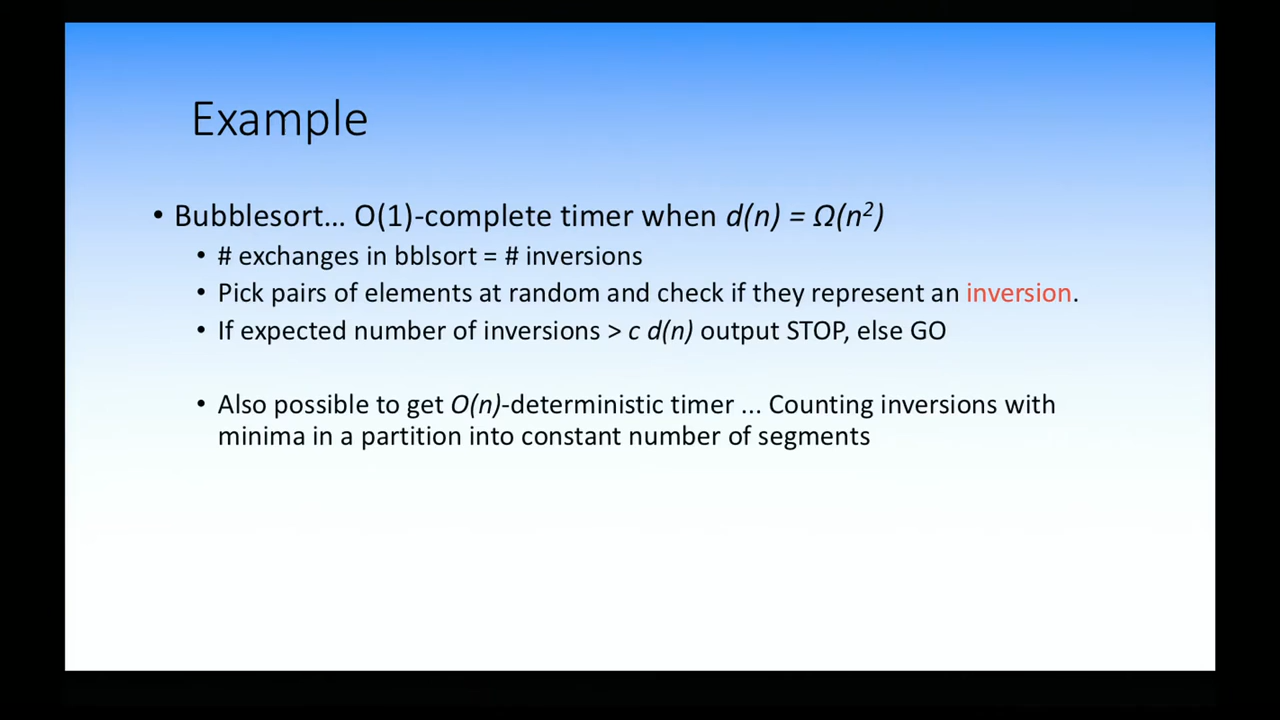 Example
• Bubblesort... O(1)-complete timer when d(n) = Ω(n²)
• # exchanges in bblsort = # inversions
• Pick pairs of elements at random and check if they represent an inversion.
• If expected number of inversions > c d(n) output STOP, else GO
• Also possible to get O(n)-deterministic timer ... Counting inversions with
minima in a partition into constant number of segments